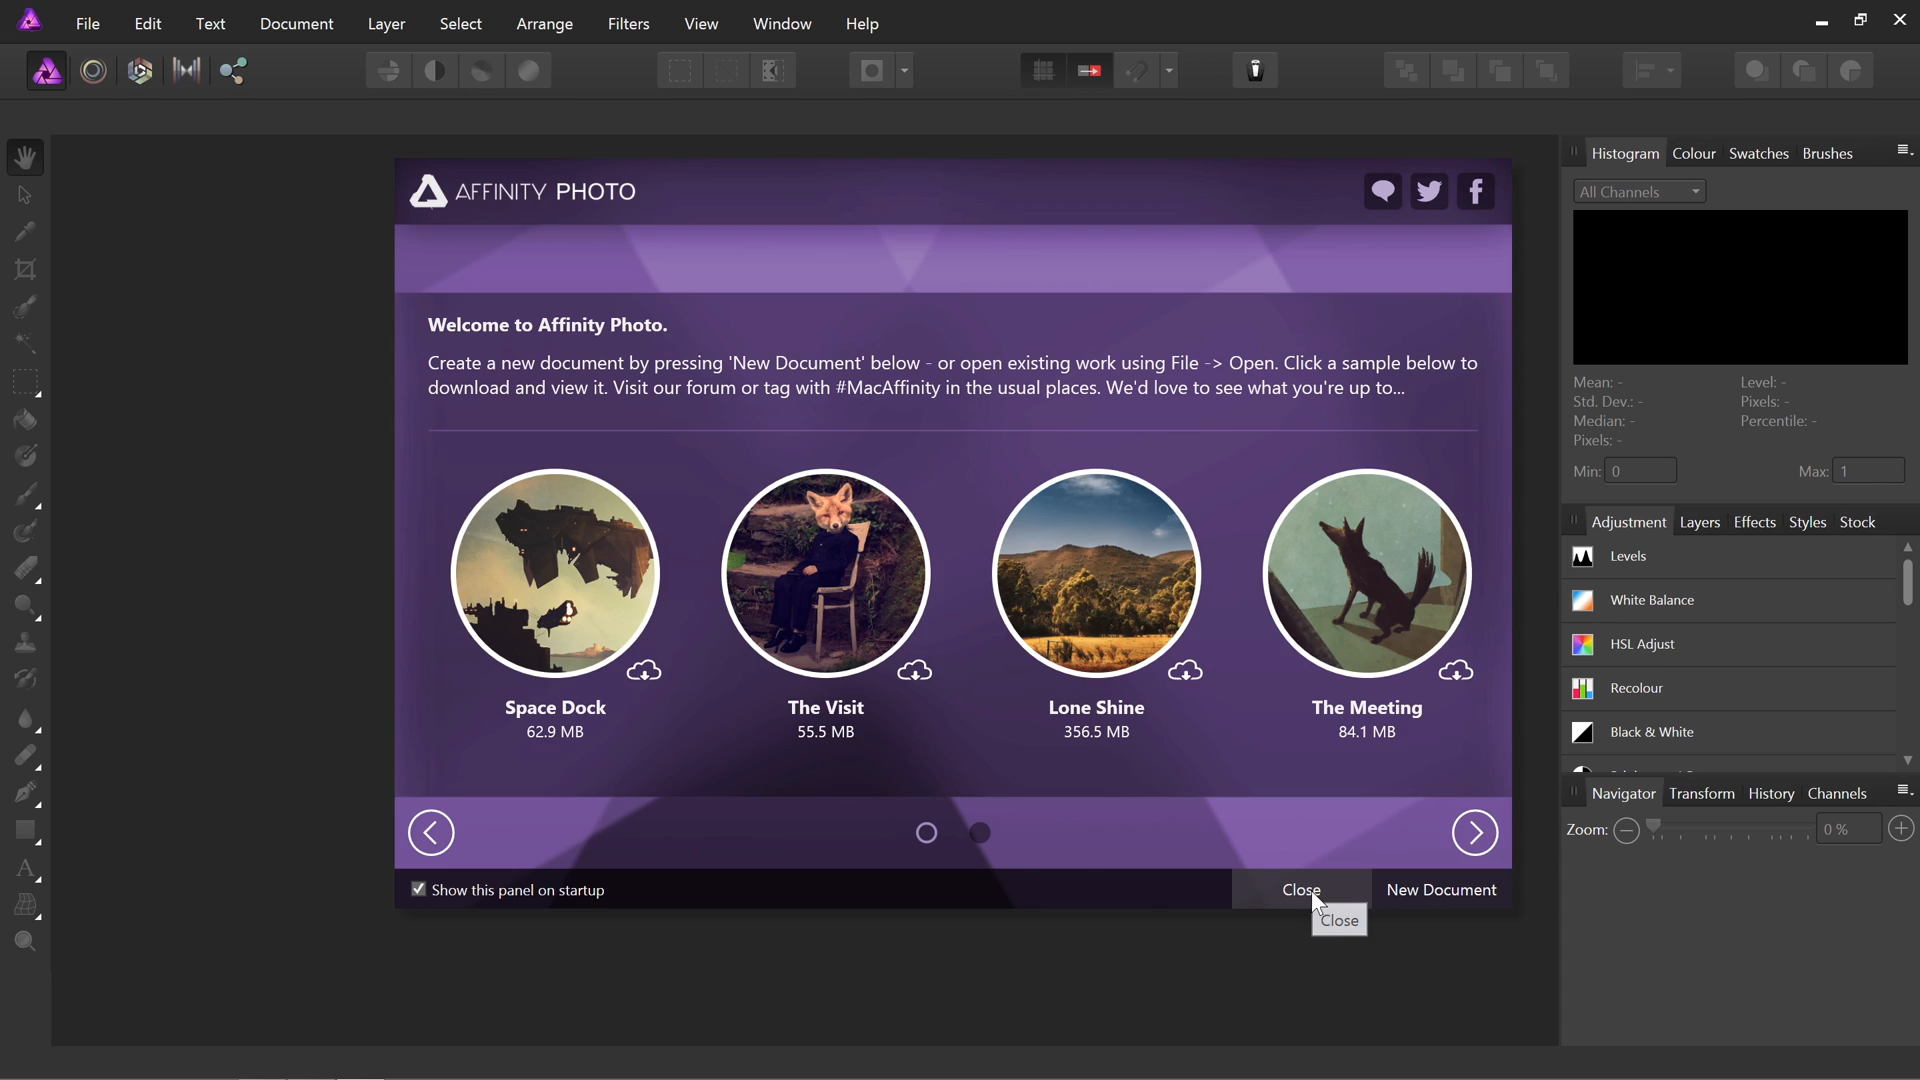 File Edit Text Document Layer Select Arrange Filters View Window Help
AFFINITY PHOTO
Welcome to Affinity Photo.
Create a new document by pressing 'New Document' below - or open existing work using File -> Open. Click a sample below to
download and view it. Visit our forum or tag with #MacAffinity in the usual places. We'd love to see what you're up to...
Space Dock
62.9 MB
The Visit
55.5 MB
Lone Shine
356.5 MB
The Meeting
84.1 MB
Show this panel on startup
Close
New Document
Close
Histogram Colour Swatches Brushes
All Channels
Mean: - Level: -
Std. Dev.: - Pixels: -
Median: - Percentile: -
Pixels: -
Min: 0 Max: 1
Adjustment Layers Effects Styles Stock
Levels
White Balance
HSL Adjust
Recolour
Black & White
Navigator Transform History Channels
Zoom: 0 %